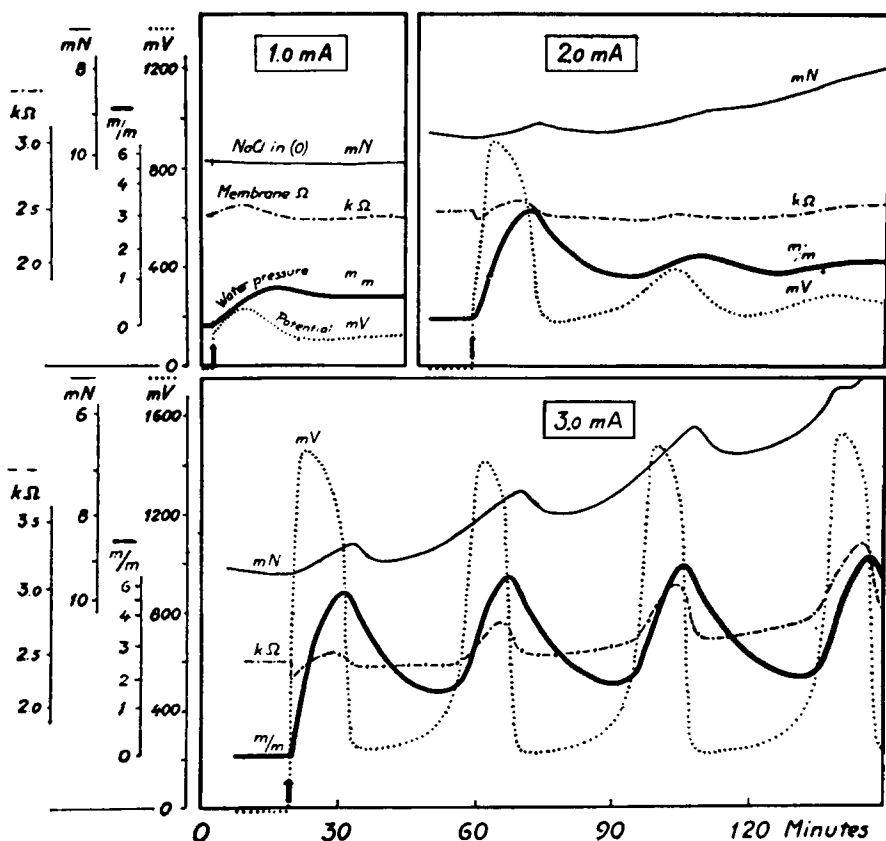 mN
mV
8
1200
kΩ
m/m
3.0
10
6
800
5
4
2.5
3
2
2.0
400
1
0
0
1.0 mA
NaCl in (0) mN
Membrane Ω kΩ
Water pressure m/m
Potential mV
2.0 mA
mN
kΩ
m/m
mV
mN
mV
6
1600
kΩ
8
3.5
1200
m/m
3.0
10
6
5
800
4
2.5
3
2
2.0
400
1
0
0
3.0 mA
mV
mN
kΩ
m/m
0 30 60 90 120 Minutes